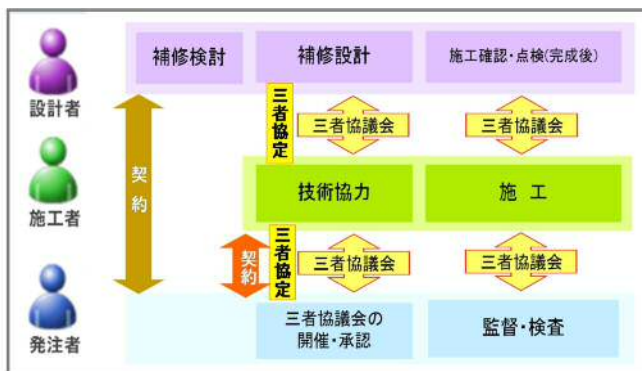 補修検討
補修設計
施工確認・点検(完成後)
設計者
三者協定
三者協議会
三者協議会
契約
技術協力
施工
施工者
契約
三者協定
三者協議会
三者協議会
三者協議会の
開催・承認
監督・検査
発注者